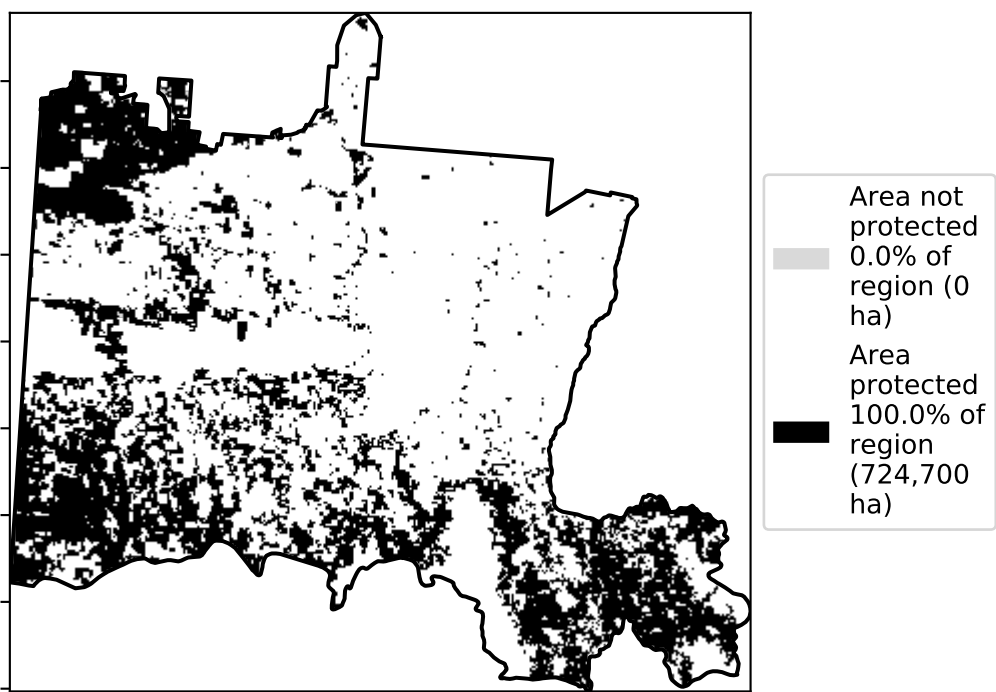 Area not
protected
0.0% of
region (0
ha)
Area
protected
100.0% of
region
(724,700
ha)